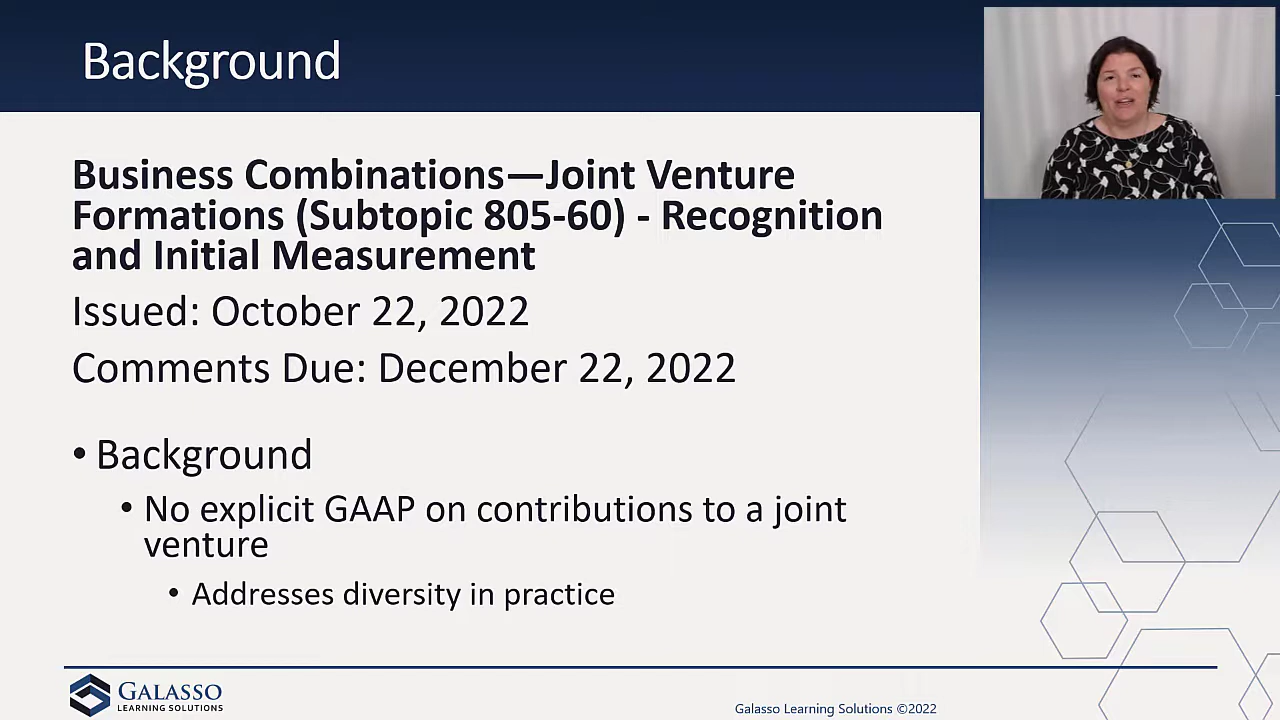 Background
Business Combinations—Joint Venture
Formations (Subtopic 805-60) - Recognition
and Initial Measurement
Issued: October 22, 2022
Comments Due: December 22, 2022
• Background
• No explicit GAAP on contributions to a joint
venture
• Addresses diversity in practice
GALASSO
LEARNING SOLUTIONS
Galasso Learning Solutions ©2022